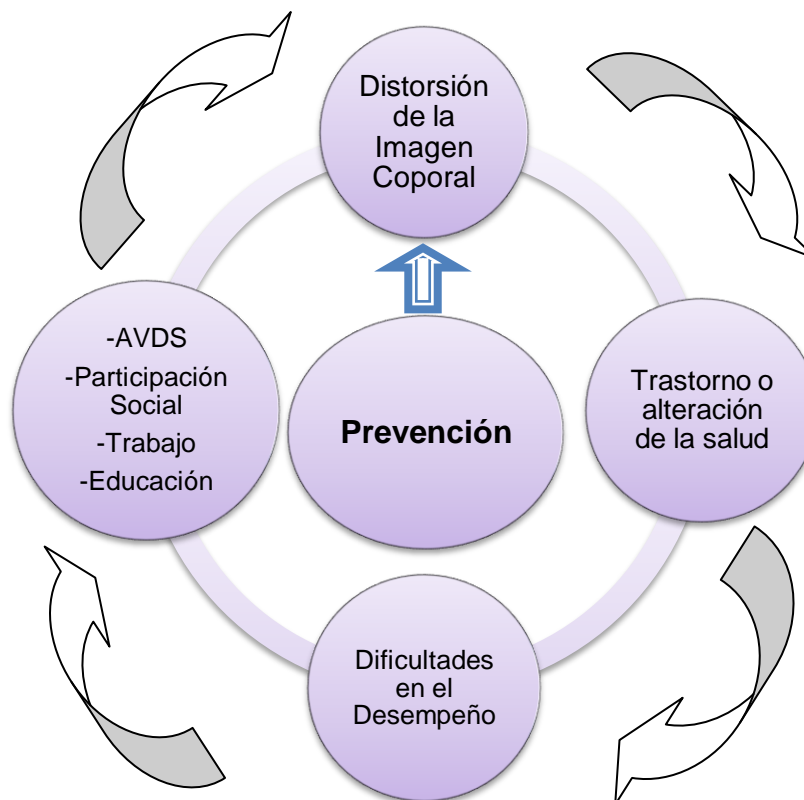 Distorsión
de la
Imagen
Coporal
-AVDS
-Participación
Social
-Trabajo
-Educación
Prevención
Trastorno o
alteración
de la salud
Dificultades
en el
Desempeño